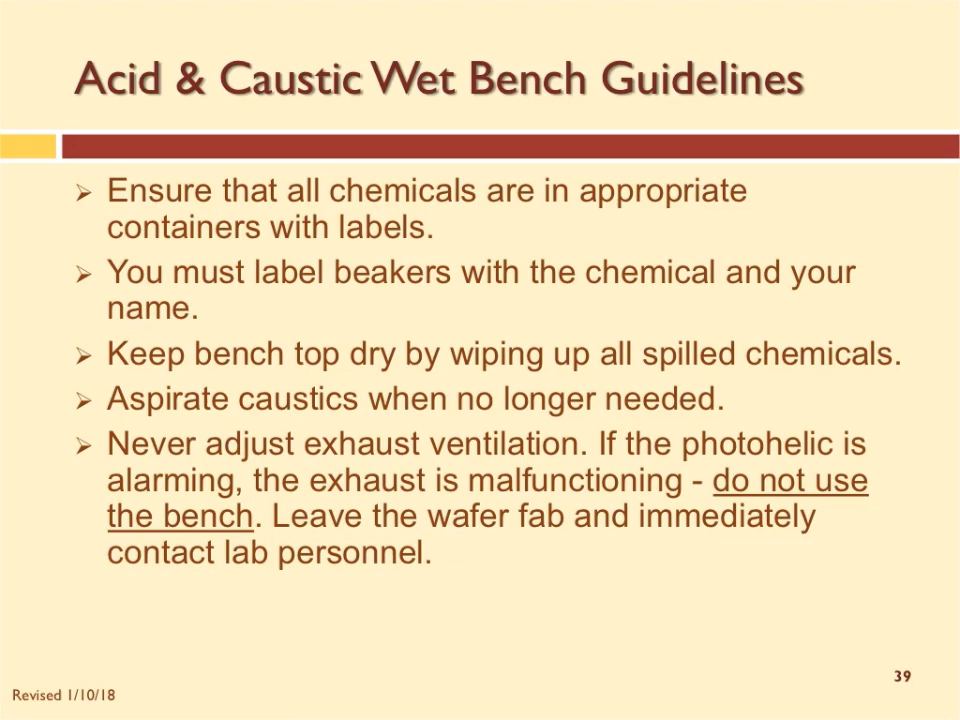 Acid & Caustic Wet Bench Guidelines
Ensure that all chemicals are in appropriate
containers with labels.
You must label beakers with the chemical and your
name.
Keep bench top dry by wiping up all spilled chemicals.
Aspirate caustics when no longer needed.
Never adjust exhaust ventilation. If the photohelic is
alarming, the exhaust is malfunctioning - do not use
the bench. Leave the wafer fab and immediately
contact lab personnel.
39
Revised 1/10/18